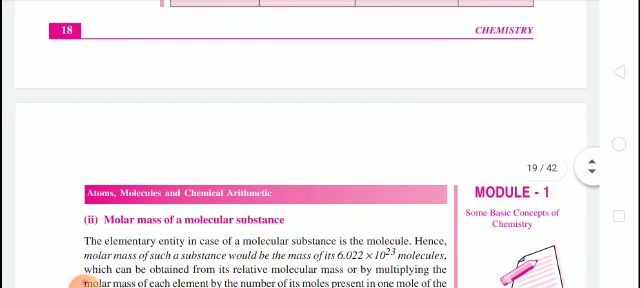 18
CHEMISTRY
19 / 42
Atoms, Molecules and Chemical Arithmetic
MODULE - 1
Some Basic Concepts of
Chemistry
(ii) Molar mass of a molecular substance
The elementary entity in case of a molecular substance is the molecule. Hence,
molar mass of such a substance would be the mass of its 6.022 × 10²³ molecules,
which can be obtained from its relative molecular mass or by multiplying the
molar mass of each element by the number of its moles present in one mole of the